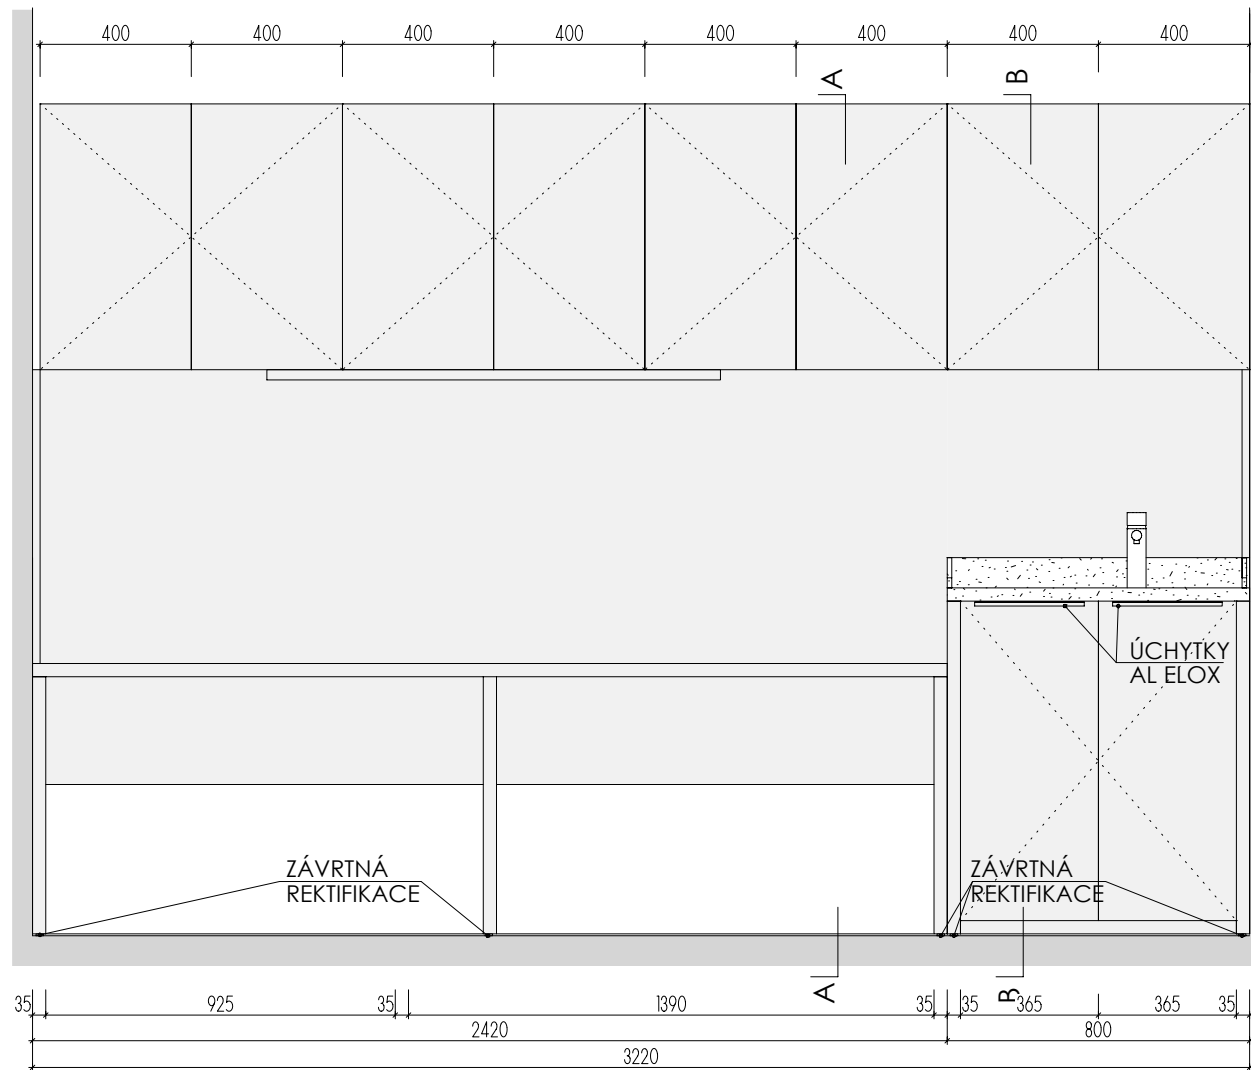 400 400 400 400 400 400 400 400
A B
ÚCHYTKY
AL ELOX
ZÁVRTNÁ
REKTIFIKACE
ZÁVRTNÁ
REKTIFIKACE
A B
35 925 35 1390 35 35 365 365 35
2420 800
3220